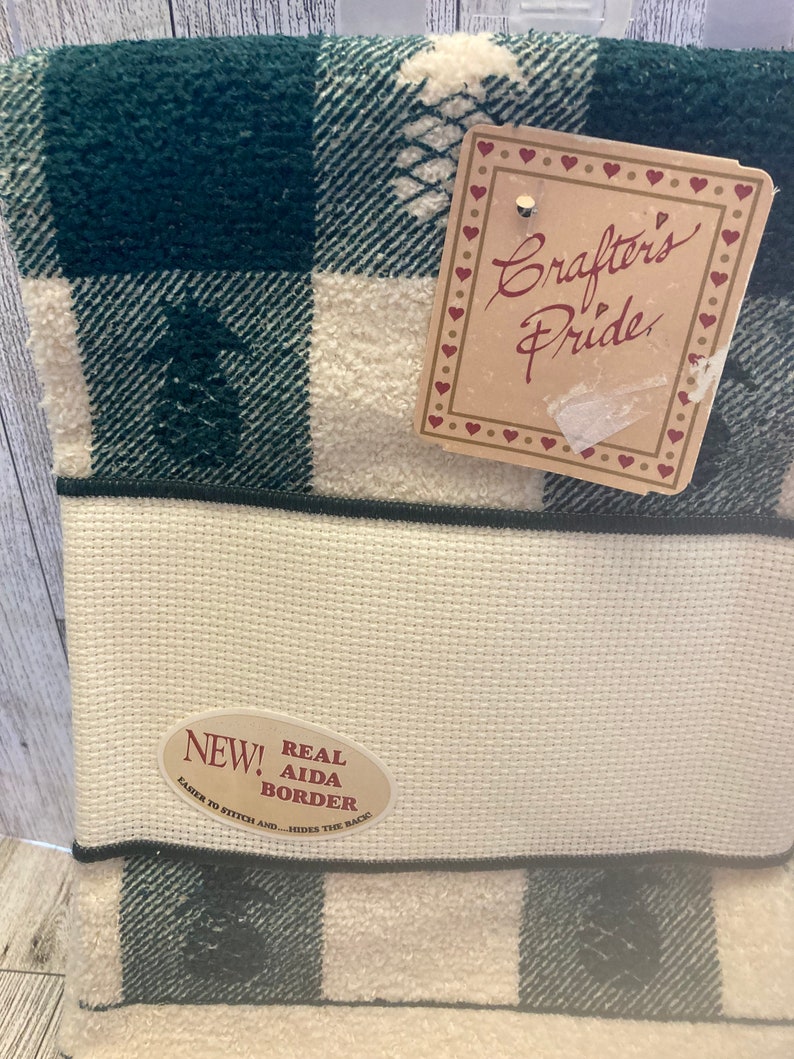 Crafter's
Pride
NEW! REAL
AIDA
BORDER
EASIER TO STITCH AND....HIDES THE BACK!